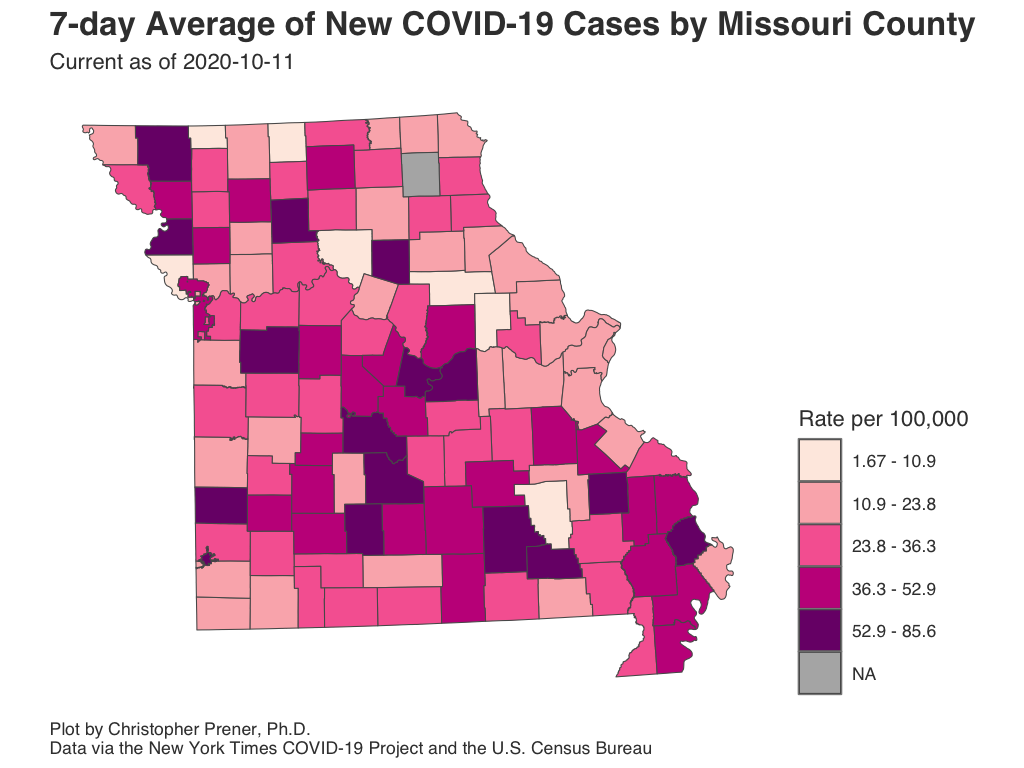 7-day Average of New COVID-19 Cases by Missouri County
Current as of 2020-10-11
Rate per 100,000
1.67 - 10.9
10.9 - 23.8
23.8 - 36.3
36.3 - 52.9
52.9 - 85.6
NA
Plot by Christopher Prener, Ph.D.
Data via the New York Times COVID-19 Project and the U.S. Census Bureau